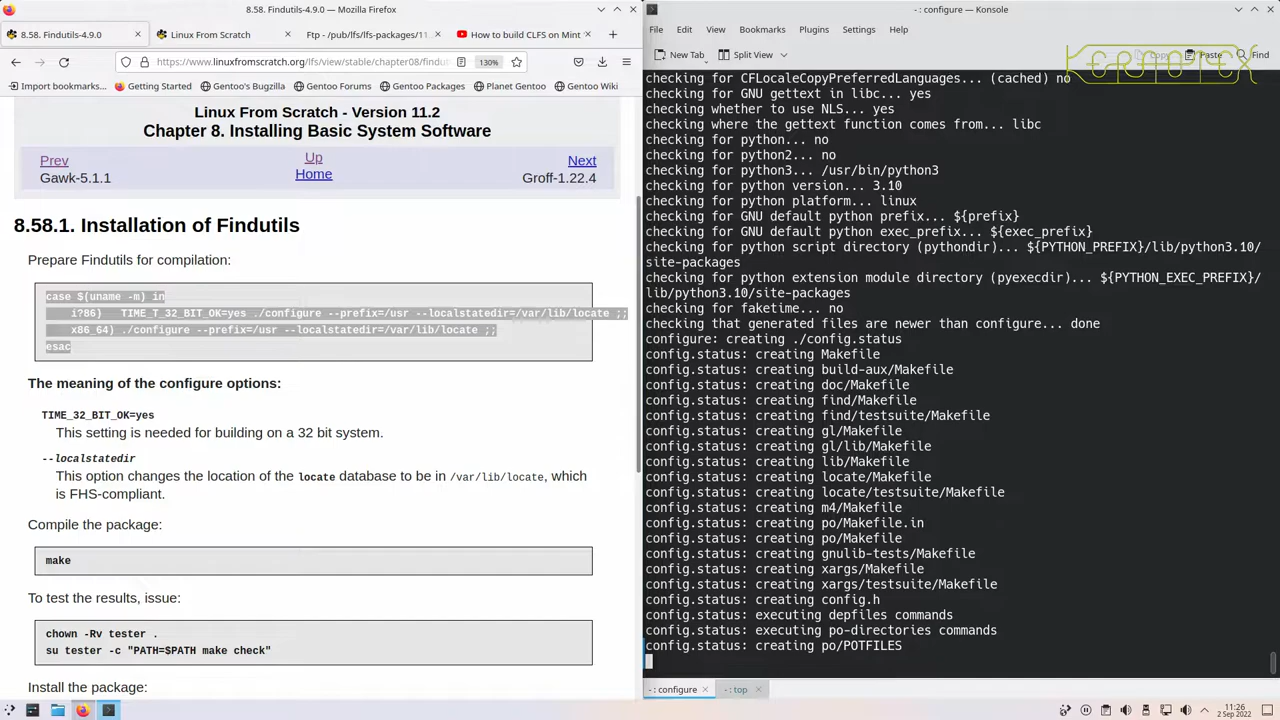 8.58. Findutils-4.9.0 — Mozilla Firefox
8.58. Findutils-4.9.0
Linux From Scratch
Ftp - /pub/lfs/lfs-packages/11
How to build CLFS on Mint
https://www.linuxfromscratch.org/lfs/view/stable/chapter08/findut
130%
Import bookmarks...
Getting Started
Gentoo's Bugzilla
Gentoo Forums
Gentoo Packages
Planet Gentoo
Gentoo Wiki
Linux From Scratch - Version 11.2
Chapter 8. Installing Basic System Software
Prev
Up
Next
Gawk-5.1.1
Home
Groff-1.22.4
8.58.1. Installation of Findutils
Prepare Findutils for compilation:
case $(uname -m) in
i?86)   TIME_T_32_BIT_OK=yes ./configure --prefix=/usr --localstatedir=/var/lib/locate ;;
x86_64) ./configure --prefix=/usr --localstatedir=/var/lib/locate ;;
esac
The meaning of the configure options:
TIME_32_BIT_OK=yes
This setting is needed for building on a 32 bit system.
--localstatedir
This option changes the location of the locate database to be in /var/lib/locate, which
is FHS-compliant.
Compile the package:
make
To test the results, issue:
chown -Rv tester .
su tester -c "PATH=$PATH make check"
Install the package:
- : configure — Konsole
File
Edit
View
Bookmarks
Plugins
Settings
Help
New Tab
Split View
Copy
Paste
Find
KERNOTEX
checking for CFLocaleCopyPreferredLanguages... (cached) no
checking for GNU gettext in libc... yes
checking whether to use NLS... yes
checking where the gettext function comes from... libc
checking for python... no
checking for python2... no
checking for python3... /usr/bin/python3
checking for python version... 3.10
checking for python platform... linux
checking for GNU default python prefix... ${prefix}
checking for GNU default python exec_prefix... ${exec_prefix}
checking for python script directory (pythondir)... ${PYTHON_PREFIX}/lib/python3.10/
site-packages
checking for python extension module directory (pyexecdir)... ${PYTHON_EXEC_PREFIX}/
lib/python3.10/site-packages
checking for faketime... no
checking that generated files are newer than configure... done
configure: creating ./config.status
config.status: creating Makefile
config.status: creating build-aux/Makefile
config.status: creating doc/Makefile
config.status: creating find/Makefile
config.status: creating find/testsuite/Makefile
config.status: creating gl/Makefile
config.status: creating gl/lib/Makefile
config.status: creating lib/Makefile
config.status: creating locate/Makefile
config.status: creating locate/testsuite/Makefile
config.status: creating m4/Makefile
config.status: creating po/Makefile.in
config.status: creating po/Makefile
config.status: creating gnulib-tests/Makefile
config.status: creating xargs/Makefile
config.status: creating xargs/testsuite/Makefile
config.status: creating config.h
config.status: executing depfiles commands
config.status: executing po-directories commands
config.status: creating po/POTFILES
- : configure
- : top
11:26
2 Sep 2022